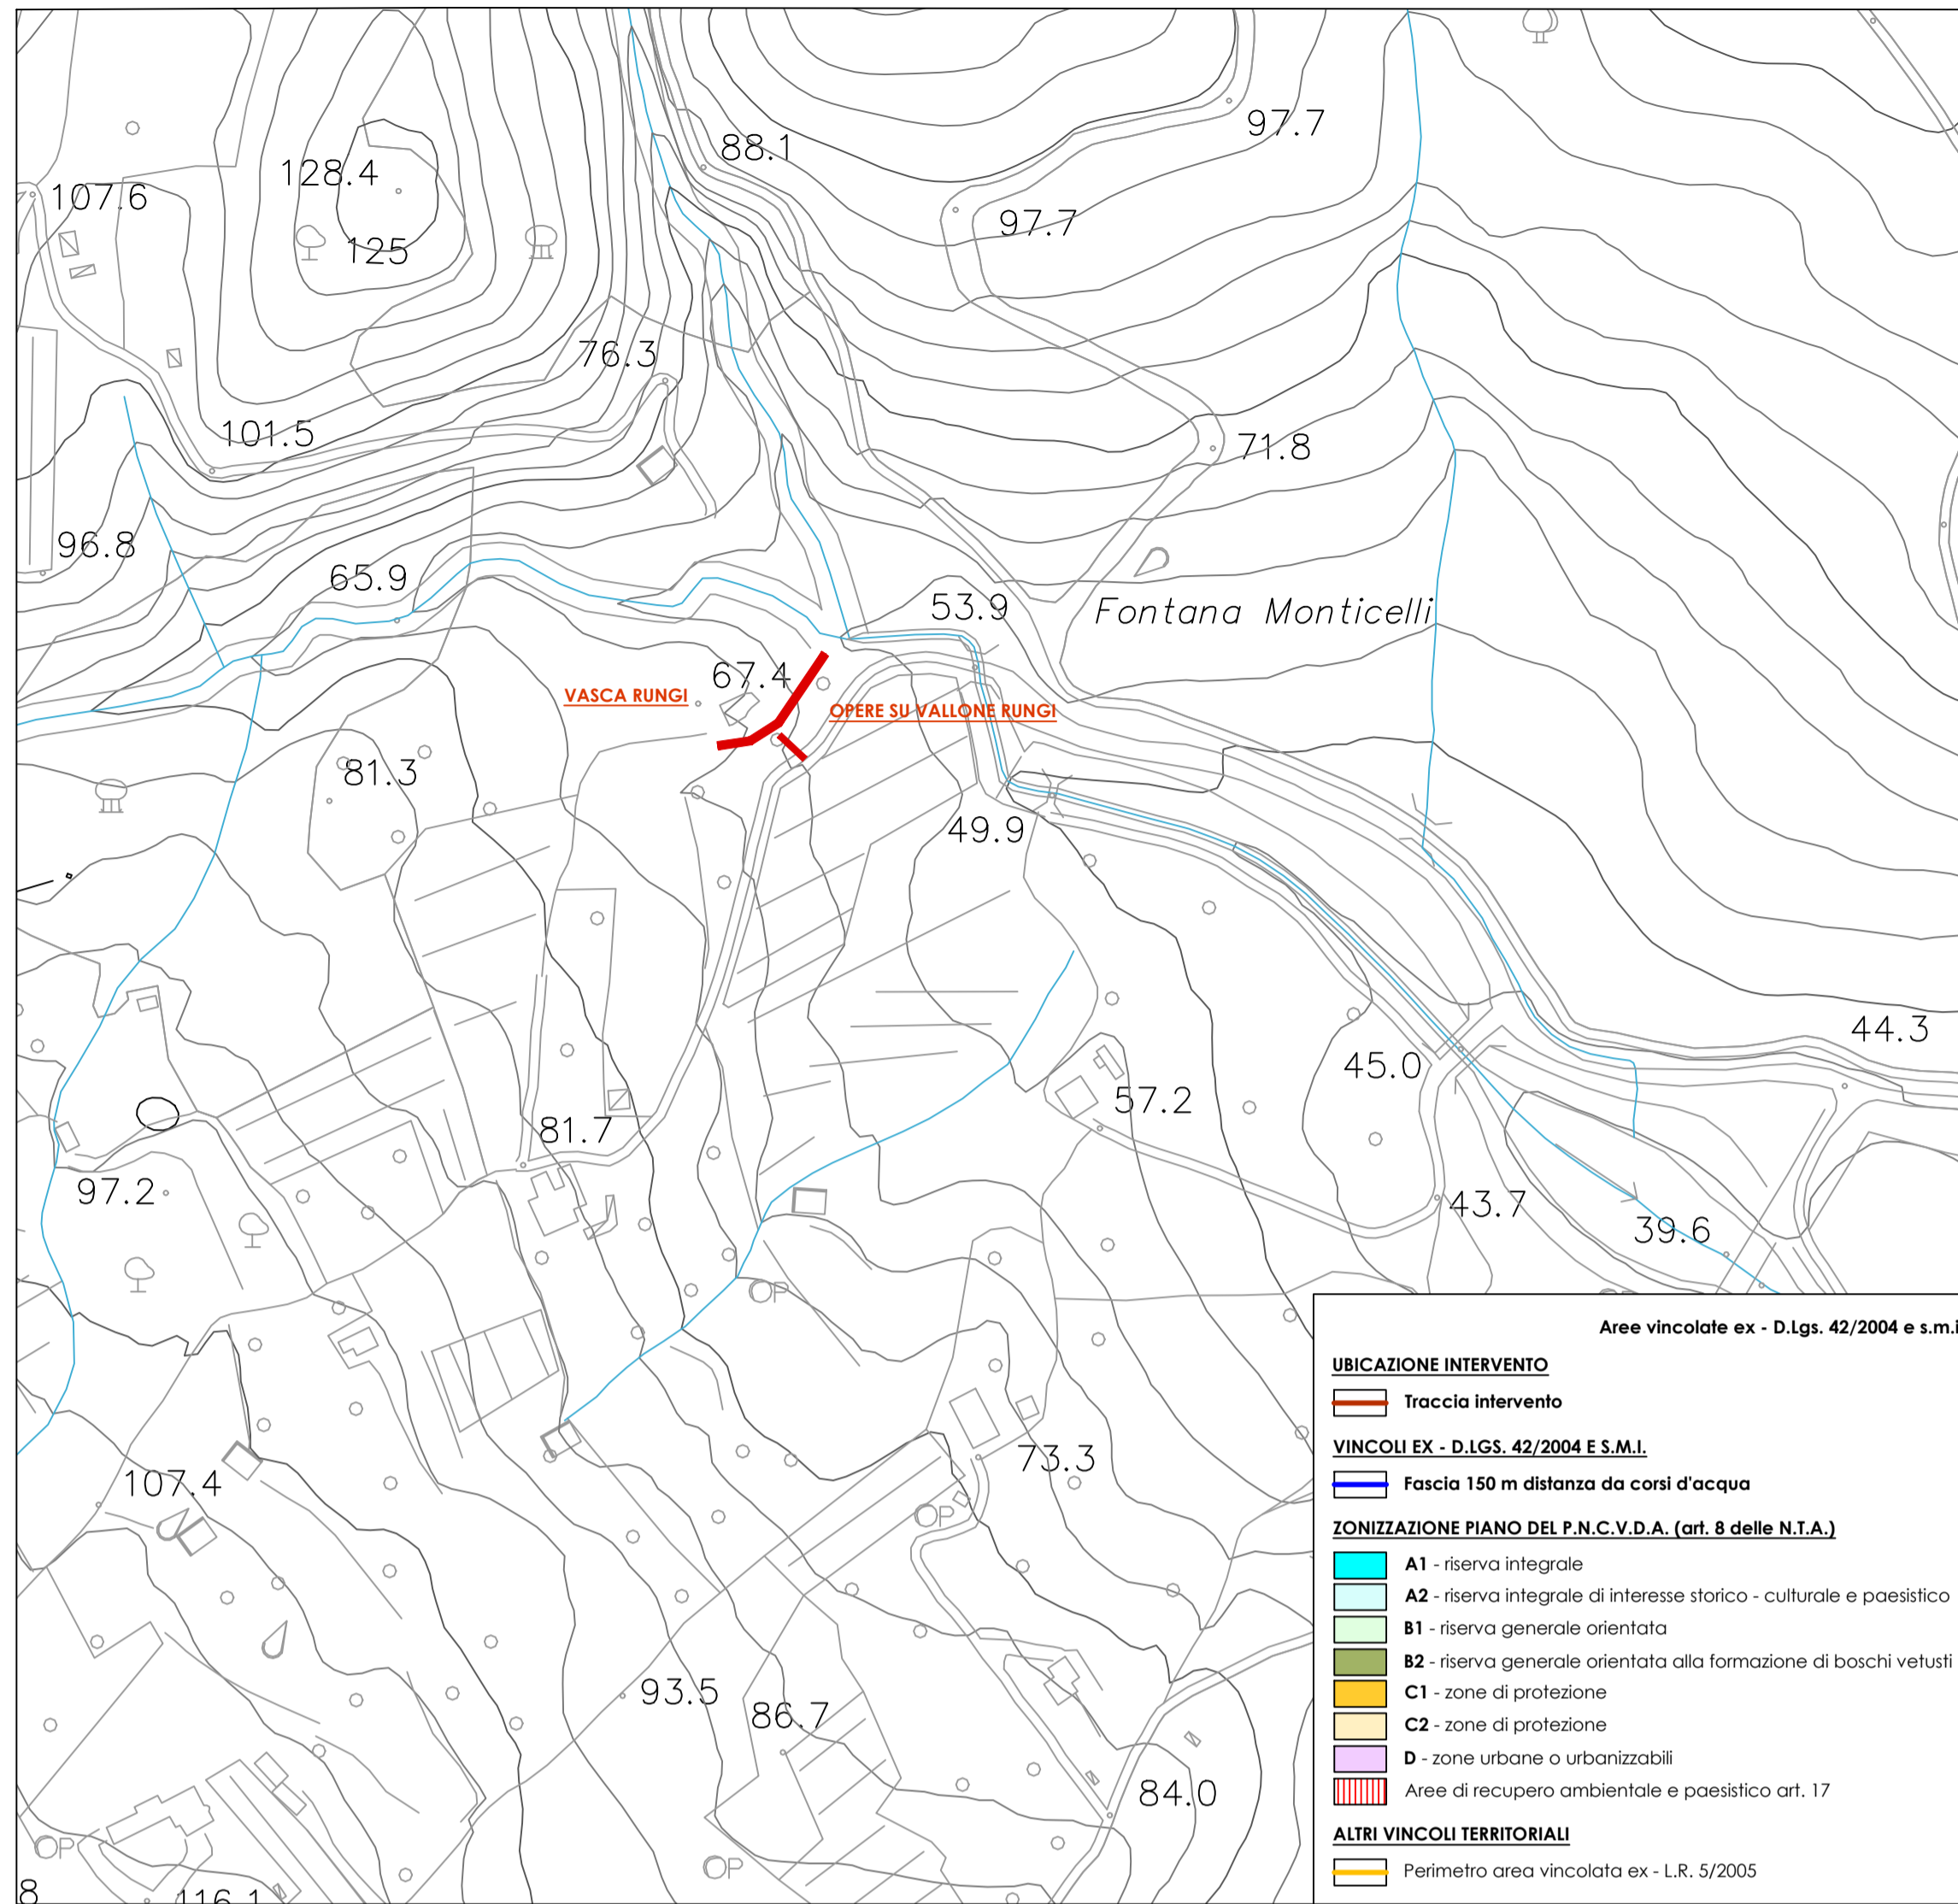 97.7
88.1
128.4
107.6
97.7
125
76.3
101.5
71.8
96.8
65.9
53.9
Fontana Monticelli
67.4
VASCA RUNGI
OPERE SU VALLONE RUNGI
81.3
49.9
44.3
45.0
57.2
81.7
97.2
43.7
39.6
P
73.3
107.4
P
93.5
86.7
84.0
P
P
8
116.1
Aree vincolate ex - D.Lgs. 42/2004 e s.m.i
UBICAZIONE INTERVENTO
Traccia intervento
VINCOLI EX - D.LGS. 42/2004 E S.M.I.
Fascia 150 m distanza da corsi d'acqua
ZONIZZAZIONE PIANO DEL P.N.C.V.D.A. (art. 8 delle N.T.A.)
A1 - riserva integrale
A2 - riserva integrale di interesse storico - culturale e paesistico
B1 - riserva generale orientata
B2 - riserva generale orientata alla formazione di boschi vetusti
C1 - zone di protezione
C2 - zone di protezione
D - zone urbane o urbanizzabili
Aree di recupero ambientale e paesistico art. 17
ALTRI VINCOLI TERRITORIALI
Perimetro area vincolata ex - L.R. 5/2005